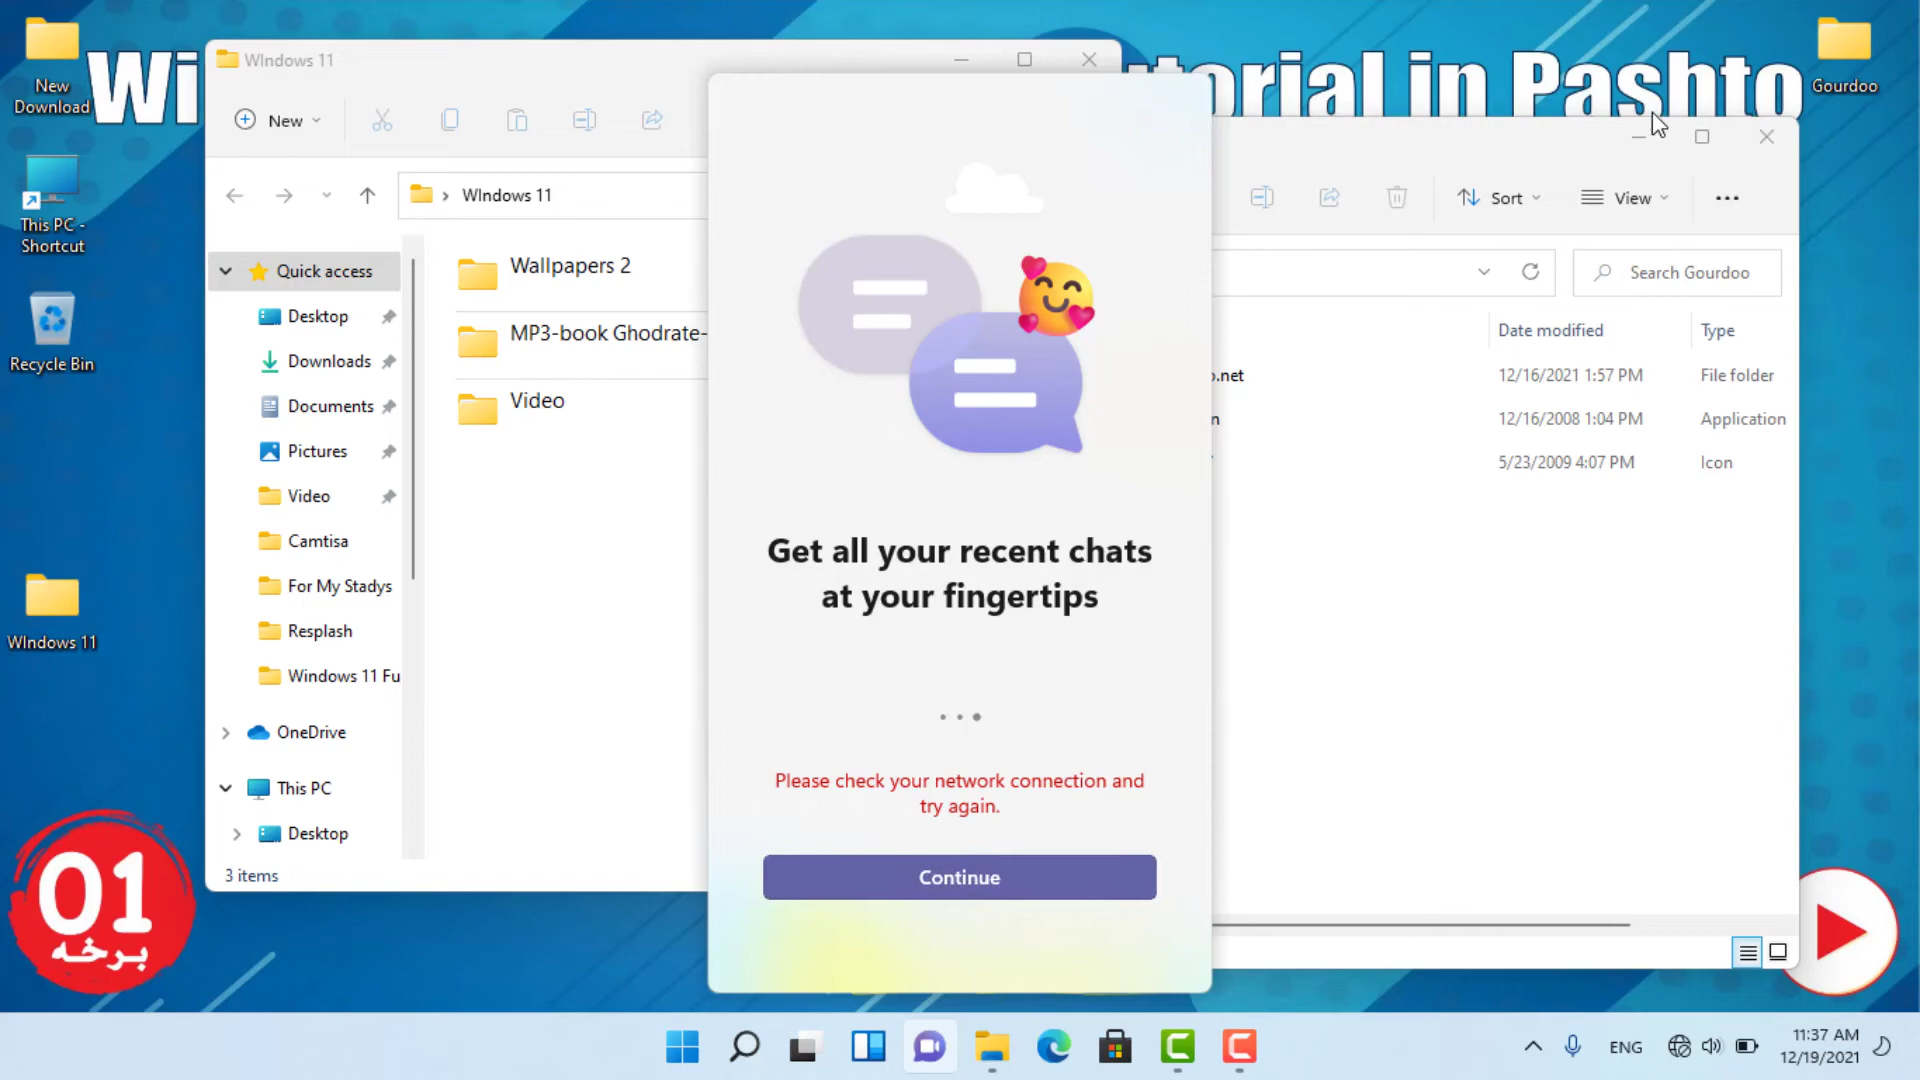 New
Download
Wi
utorial in Pashto
Gourdoo
WIndows 11
New
WIndows 11
Sort
View
Search Gourdoo
This PC -
Shortcut
Recycle Bin
WIndows 11
Quick access
Desktop
Downloads
Documents
Pictures
Video
Camtisa
For My Stadys
Resplash
Windows 11 Fu
OneDrive
This PC
Desktop
3 items
Wallpapers 2
MP3-book Ghodrate-
Video
Date modified
Type
o.net
12/16/2021 1:57 PM
File folder
n
12/16/2008 1:04 PM
Application
5/23/2009 4:07 PM
Icon
Get all your recent chats
at your fingertips
Please check your network connection and
try again.
Continue
01
برخه
ENG
11:37 AM
12/19/2021